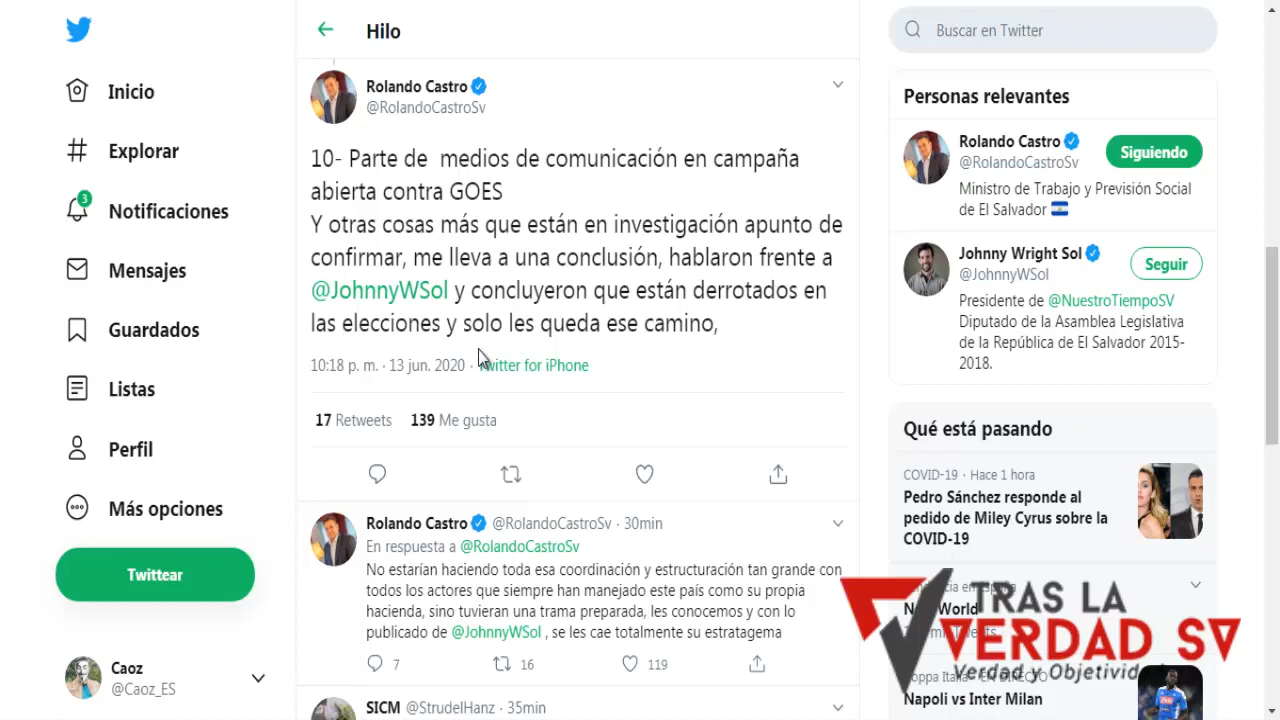 Inicio
Explorar
3
Notificaciones
Mensajes
Guardados
Listas
Perfil
Más opciones
Twittear
Caoz
@Caoz_ES
Hilo
Rolando Castro
@RolandoCastroSv
10- Parte de medios de comunicación en campaña
abierta contra GOES
Y otras cosas más que están en investigación apunto de
confirmar, me lleva a una conclusión, hablaron frente a
@JohnnyWSol y concluyeron que están derrotados en
las elecciones y solo les queda ese camino,
10:18 p. m. · 13 jun. 2020 · Twitter for iPhone
17 Retweets 139 Me gusta
Rolando Castro @RolandoCastroSv · 30min
En respuesta a @RolandoCastroSv
No estarían haciendo toda esa coordinación y estructuración tan grande con
todos los actores que siempre han manejado este país como su propia
hacienda, sino tuvieran una trama preparada, les conocemos y con lo
publicado de @JohnnyWSol , se les cae totalmente su estratagema
7 16 119
SICM @StrudelHanz · 35min
Buscar en Twitter
Personas relevantes
Rolando Castro
@RolandoCastroSv
Siguiendo
Ministro de Trabajo y Previsión Social
de El Salvador
Johnny Wright Sol
@JohnnyWSol
Seguir
Presidente de @NuestroTiempoSV
Diputado de la Asamblea Legislativa
de la República de El Salvador 2015-
2018.
Qué está pasando
COVID-19 · Hace 1 hora
Pedro Sánchez responde al
pedido de Miley Cyrus sobre la
COVID-19
World
Coppa Italia · EN DIRECTO
Napoli vs Inter Milan
TRAS LA
VERDAD SV
Verdad y Objetivid